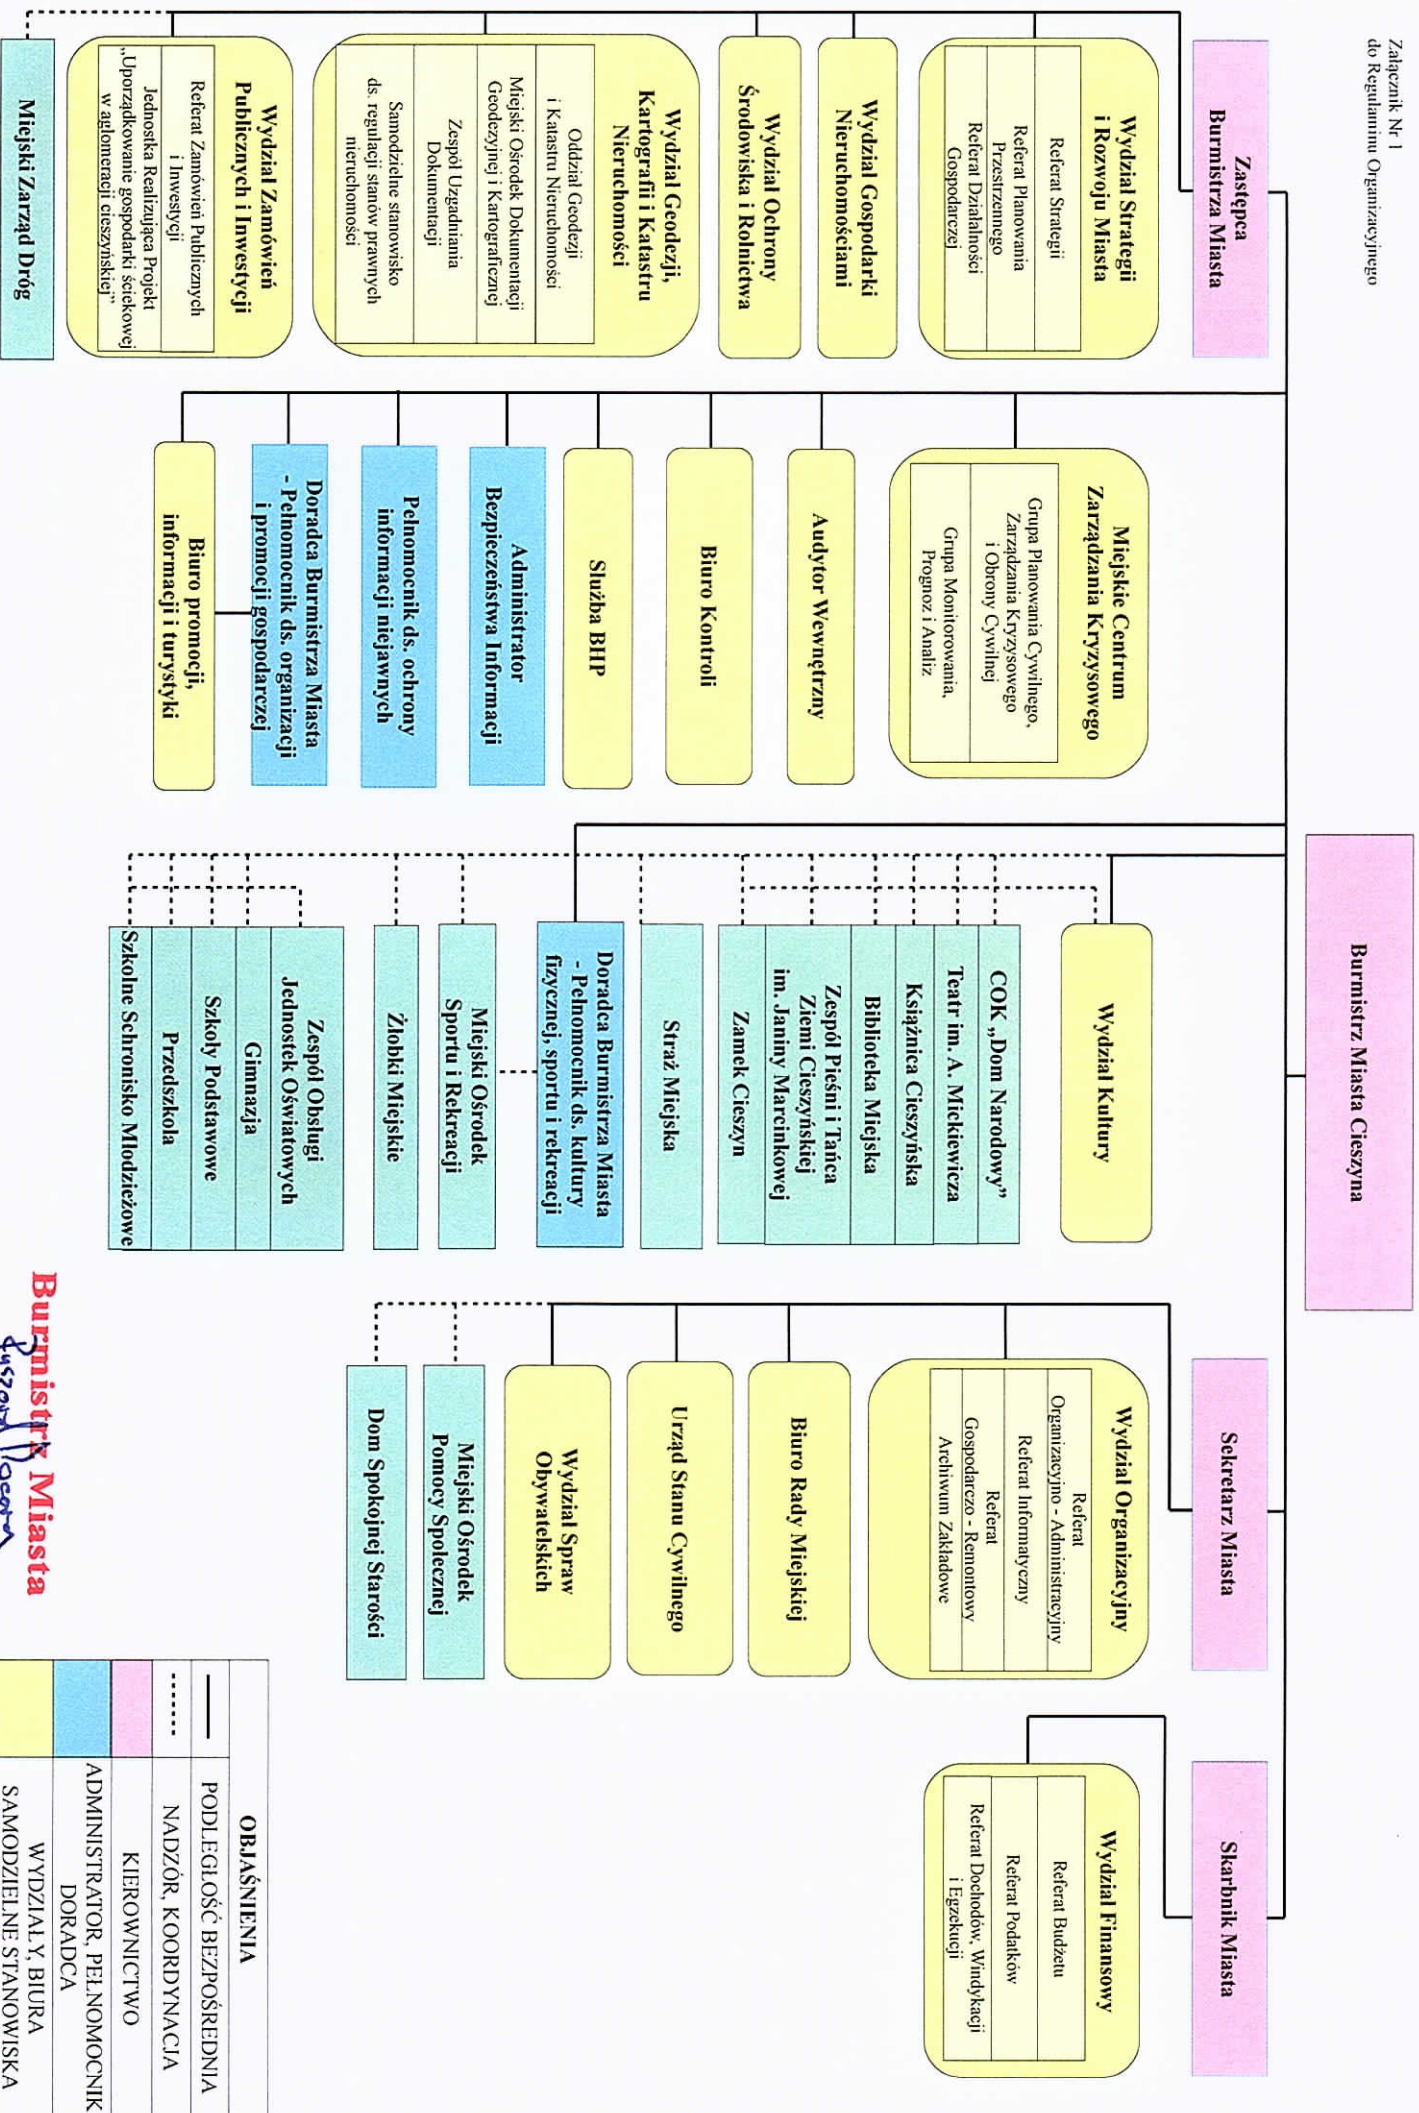 Załącznik Nr 1
do Regulaminu Organizacyjnego
Burmistrz Miasta Cieszyna
Zastępca
Burmistrza Miasta
Wydział Strategii
i Rozwoju Miasta
Referat Strategii
Referat Planowania
Przestrzennego
Referat Działalności
Gospodarczej
Wydział Gospodarki
Nieruchomościami
Wydział Ochrony
Środowiska i Rolnictwa
Wydział Geodezji,
Kartografii i Katastru
Nieruchomości
Oddział Geodezji
i Katastru Nieruchomości
Miejski Ośrodek Dokumentacji
Geodezyjnej i Kartograficznej
Zespół Uzgadniania
Dokumentacji
Samodzielne stanowisko
ds. regulacji stanów prawnych
nieruchomości
Wydział Zamówień
Publicznych i Inwestycji
Referat Zamówień Publicznych
i Inwestycji
Jednostka Realizująca Projekt
„Uporządkowanie gospodarki ściekowej
w aglomeracji cieszyńskiej”
Miejski Zarząd Dróg
Miejskie Centrum
Zarządzania Kryzysowego
Grupa Planowania Cywilnego,
Zarządzania Kryzysowego
i Obrony Cywilnej
Grupa Monitorowania,
Prognoz i Analiz
Audytor Wewnętrzny
Biuro Kontroli
Służba BHP
Administrator
Bezpieczeństwa Informacji
Pełnomocnik ds. ochrony
informacji niejawnych
Doradca Burmistrza Miasta
- Pełnomocnik ds. organizacji
i promocji gospodarczej
Biuro promocji,
informacji i turystyki
Wydział Kultury
COK „Dom Narodowy”
Teatr im. A. Mickiewicza
Książnica Cieszyńska
Biblioteka Miejska
Zespół Pieśni i Tańca
Ziemi Cieszyńskiej
im. Janiny Marcinkowej
Zamek Cieszyn
Straż Miejska
Doradca Burmistrza Miasta
- Pełnomocnik ds. kultury
fizycznej, sportu i rekreacji
Miejski Ośrodek
Sportu i Rekreacji
Żłobki Miejskie
Zespół Obsługi
Jednostek Oświatowych
Gimnazja
Szkoły Podstawowe
Przedszkola
Szkolne Schronisko Młodzieżowe
Sekretarz Miasta
Wydział Organizacyjny
Referat
Organizacyjno - Administracyjny
Referat Informatyczny
Referat
Gospodarczo - Remontowy
Archiwum Zakładowe
Biuro Rady Miejskiej
Urząd Stanu Cywilnego
Wydział Spraw
Obywatelskich
Miejski Ośrodek
Pomocy Społecznej
Dom Spokojnej Starości
Skarbnik Miasta
Wydział Finansowy
Referat Budżetu
Referat Podatków
Referat Dochodów, Windykacji
i Egzekucji
Burmistrz Miasta
OBJAŚNIENIA
PODLEGŁOŚĆ BEZPOŚREDNIA
NADZÓR, KOORDYNACJA
KIEROWNICTWO
ADMINISTRATOR, PEŁNOMOCNIK
DORADCA
WYDZIAŁY, BIURA
SAMODZIELNE STANOWISKA